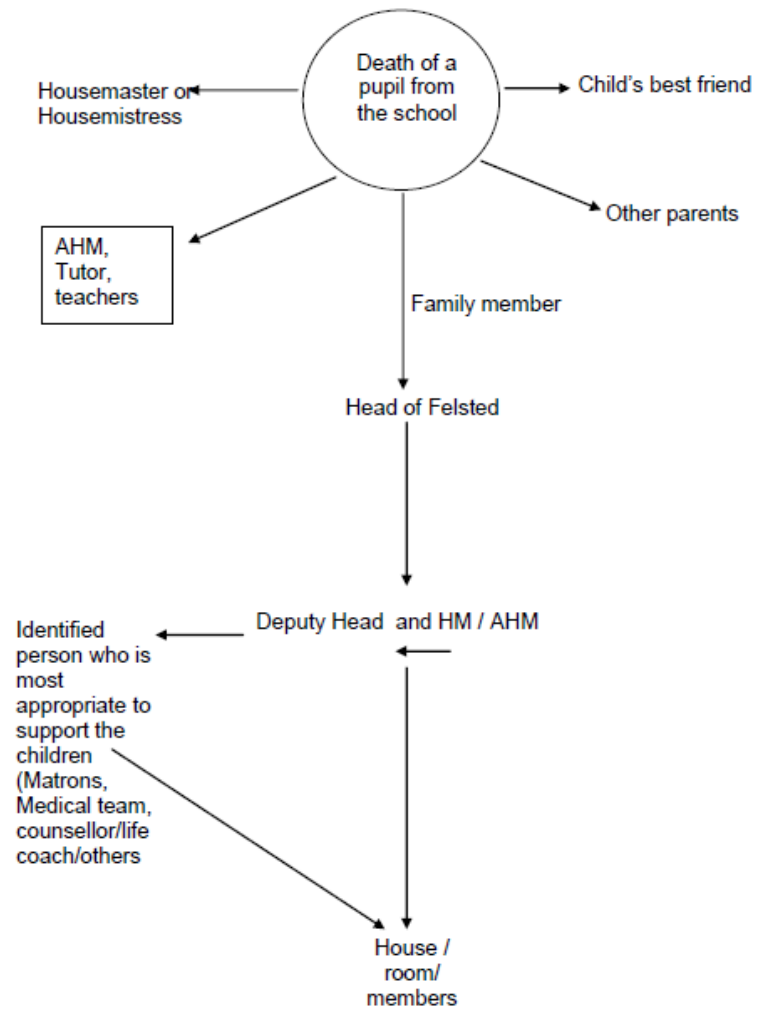 Death of a
pupil from
the school
Housemaster or
Housemistress
Child's best friend
Other parents
AHM,
Tutor,
teachers
Family member
Head of Felsted
Deputy Head  and HM / AHM
Identified
person who is
most
appropriate to
support the
children
(Matrons,
Medical team,
counsellor/life
coach/others
House /
room/
members